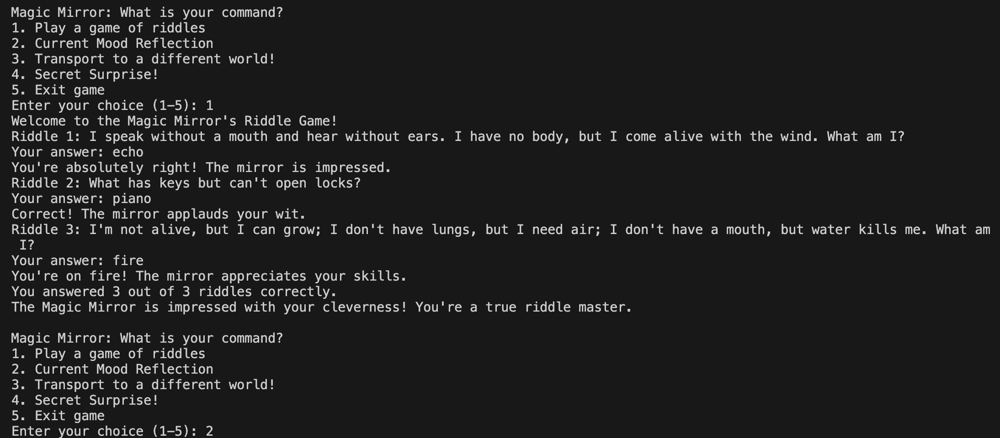 Magic Mirror: What is your command?
1. Play a game of riddles
2. Current Mood Reflection
3. Transport to a different world!
4. Secret Surprise!
5. Exit game
Enter your choice (1–5): 1
Welcome to the Magic Mirror's Riddle Game!
Riddle 1: I speak without a mouth and hear without ears. I have no body, but I come alive with the wind. What am I?
Your answer: echo
You're absolutely right! The mirror is impressed.
Riddle 2: What has keys but can't open locks?
Your answer: piano
Correct! The mirror applauds your wit.
Riddle 3: I'm not alive, but I can grow; I don't have lungs, but I need air; I don't have a mouth, but water kills me. What am
I?
Your answer: fire
You're on fire! The mirror appreciates your skills.
You answered 3 out of 3 riddles correctly.
The Magic Mirror is impressed with your cleverness! You're a true riddle master.

Magic Mirror: What is your command?
1. Play a game of riddles
2. Current Mood Reflection
3. Transport to a different world!
4. Secret Surprise!
5. Exit game
Enter your choice (1–5): 2